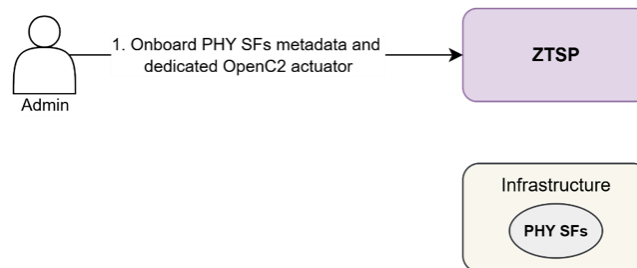 1. Onboard PHY SFs metadata and
dedicated OpenC2 actuator
ZTSP
Admin
Infrastructure
PHY SFs